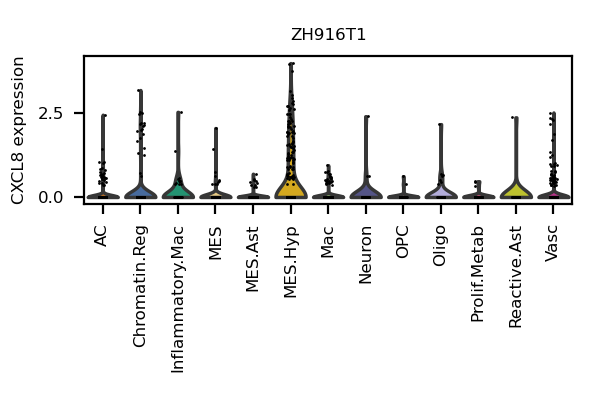 ZH916T1
CXCL8 expression
2.5
0.0
AC
Chromatin.Reg
Inflammatory.Mac
MES
MES.Ast
MES.Hyp
Mac
Neuron
OPC
Oligo
Prolif.Metab
Reactive.Ast
Vasc